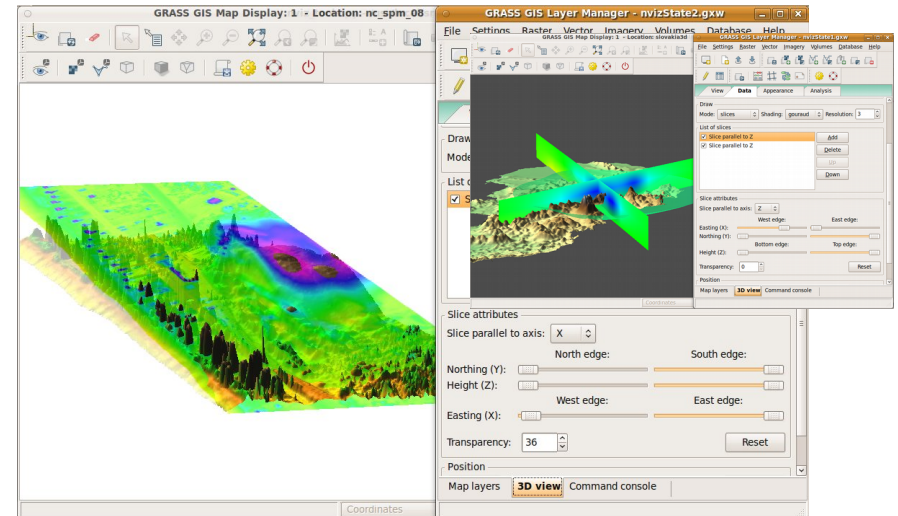 GRASS GIS Map Display: 1 - Location: nc_spm_08
GRASS GIS Layer Manager - nvizState2.gxw
File Settings Raster Vector Imagery Volumes Database Help
GRASS GIS Map Display: 1 - Location: slovakia3d
GRASS GIS Layer Manager - nvizState1.gxw
File Settings Raster Vector Imagery Volumes Database Help
View Data Appearance Analysis
Draw
Mode: slices Shading: gouraud Resolution: 3
List of slices
Slice parallel to Z
Slice parallel to Z
Add
Delete
Up
Down
Slice attributes
Slice parallel to axis: Z
West edge: East edge:
Easting (X):
Northing (Y):
Bottom edge: Top edge:
Height (Z):
Transparency: 0 Reset
Position
Map layers 3D view Command console
Coordinates
Draw
Mode
List o
S
Slice attributes
Slice parallel to axis: X
North edge: South edge:
Northing (Y):
Height (Z):
West edge: East edge:
Easting (X):
Transparency: 36 Reset
Position
Map layers 3D view Command console
Coordinates